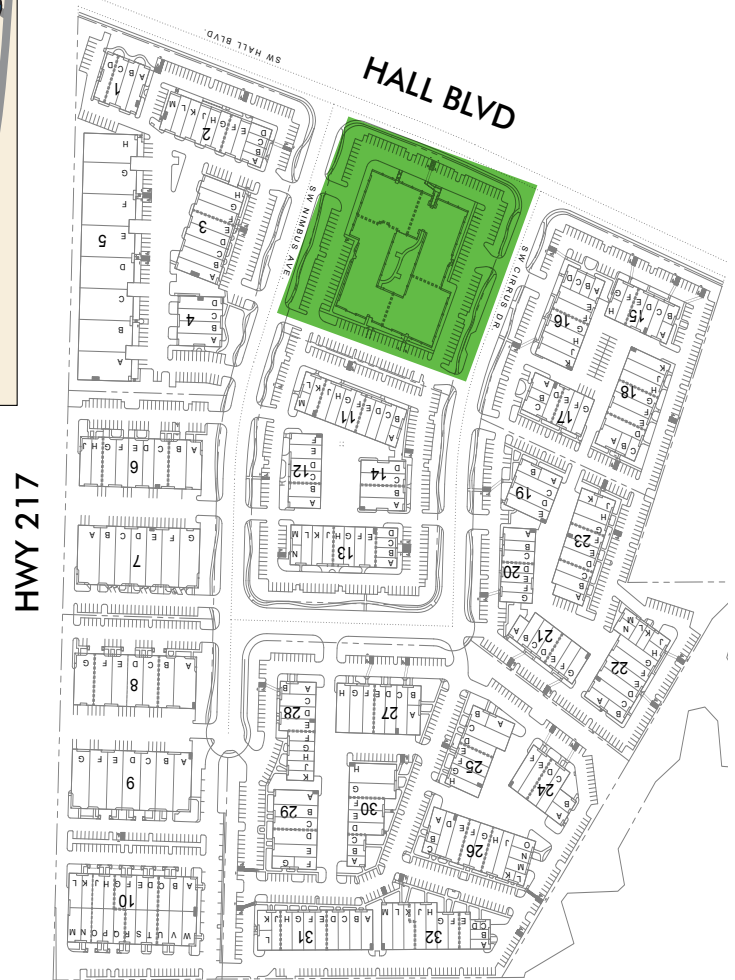 SW HALL BLVD.
HALL BLVD
SW NIMBUS AVE.
SW CIRRUS DR.
HWY 217
1
D C B A
2
M L K J H G F E D C B A
3
H G F E D C B A
4
D C B A
5
H G F E D C B A
6
J H G F E D C B A
7
A B C D E F G
8
G F E D C B A
9
G F E D C B A
10
L K J H G F E D C B A
M N C P Q R S T U V W
11
M L K J H G F E D C B A
12
F E D C B A
13
N M L K J H G F E D C B A
14
D C B A
15
H G F E D C B A
16
A B C D E F G H J K
17
A B C D E F G
18
K J H G F E D C B A
19
A B C D
20
A B C D E F G
21
A B C D E F G
22
N M L K J H G F E D C B A
23
K J H G F E D C B A
24
F E D C B A
25
A B C D E F G H
26
A B C D E F G H J K L M N O
27
H G F E D C B A
28
B A C D E F G H J K
29
A B C D E F G
30
H G F E D C B A
31
L K J H G F E D C B A
32
M L K J H G F E D C B A